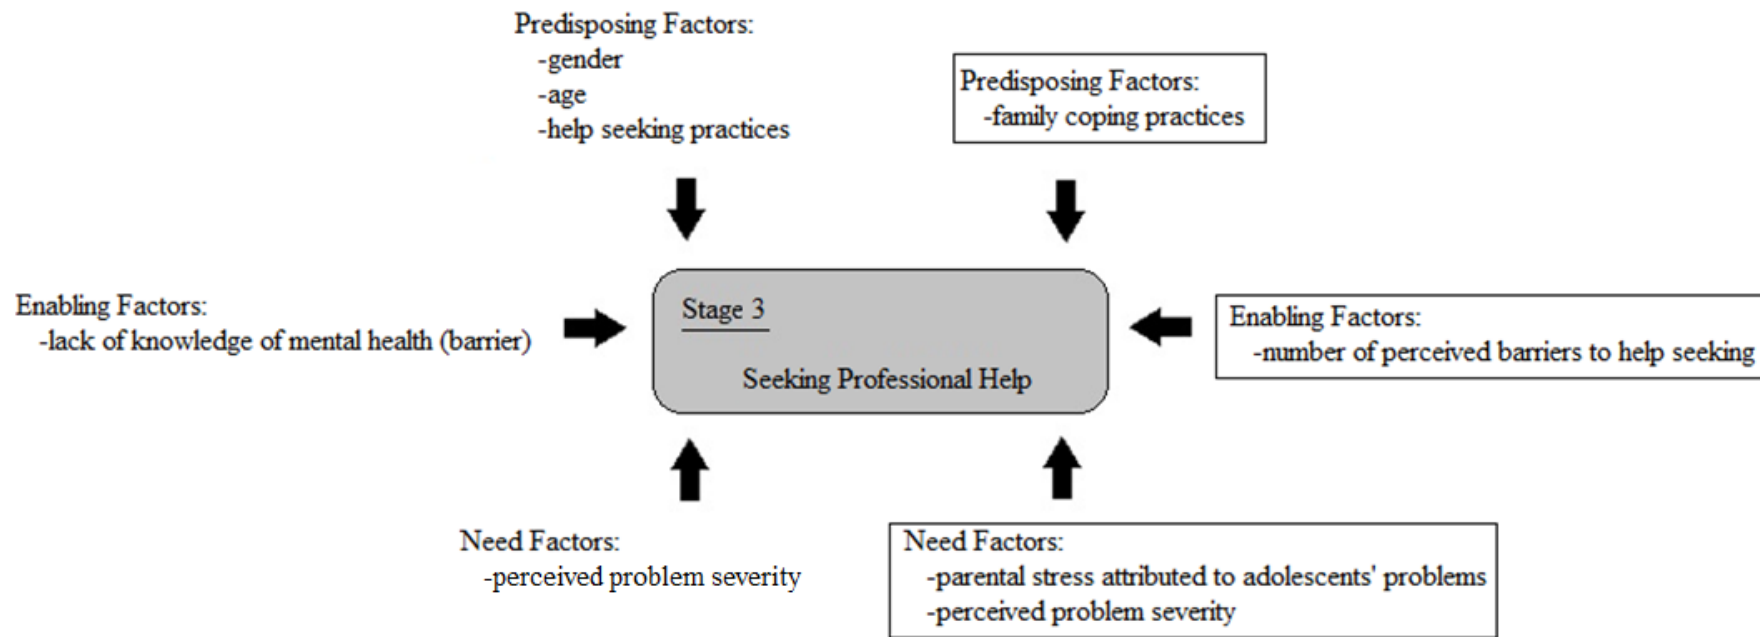 Predisposing Factors:
-gender
-age
-help seeking practices
Predisposing Factors:
-family coping practices
Enabling Factors:
-lack of knowledge of mental health (barrier)
Stage 3
Seeking Professional Help
Enabling Factors:
-number of perceived barriers to help seeking
Need Factors:
-perceived problem severity
Need Factors:
-parental stress attributed to adolescents' problems
-perceived problem severity